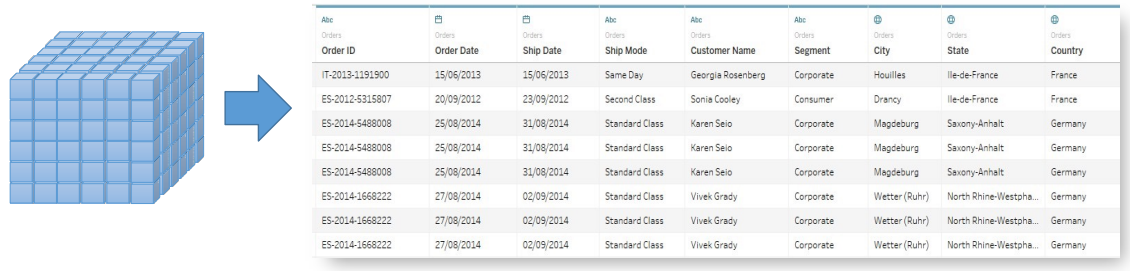 Abc Abc Abc Abc
Orders Orders Orders Orders Orders Orders Orders Orders Orders
Order ID Order Date Ship Date Ship Mode Customer Name Segment City State Country
IT-2013-1191900 15/06/2013 15/06/2013 Same Day Georgia Rosenberg Corporate Houilles Ile-de-France France
ES-2012-5315807 20/09/2012 23/09/2012 Second Class Sonia Cooley Consumer Drancy Ile-de-France France
ES-2014-5488008 25/08/2014 31/08/2014 Standard Class Karen Seio Corporate Magdeburg Saxony-Anhalt Germany
ES-2014-5488008 25/08/2014 31/08/2014 Standard Class Karen Seio Corporate Magdeburg Saxony-Anhalt Germany
ES-2014-5488008 25/08/2014 31/08/2014 Standard Class Karen Seio Corporate Magdeburg Saxony-Anhalt Germany
ES-2014-1668222 27/08/2014 02/09/2014 Standard Class Vivek Grady Corporate Wetter (Ruhr) North Rhine-Westpha... Germany
ES-2014-1668222 27/08/2014 02/09/2014 Standard Class Vivek Grady Corporate Wetter (Ruhr) North Rhine-Westpha... Germany
ES-2014-1668222 27/08/2014 02/09/2014 Standard Class Vivek Grady Corporate Wetter (Ruhr) North Rhine-Westpha... Germany